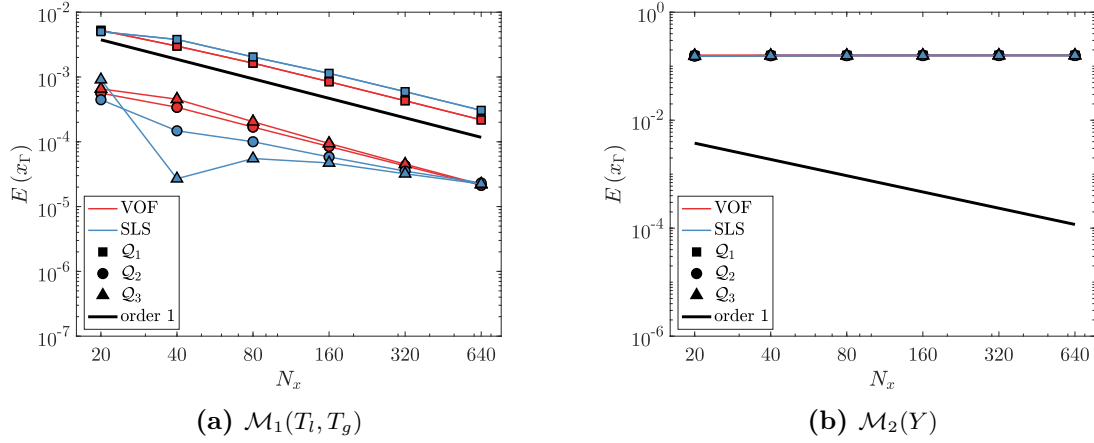 10^-2
10^-3
10^-4
10^-5
10^-6
10^-7
E (x_Γ)
VOF
SLS
Q_1
Q_2
Q_3
order 1
20 40 80 160 320 640
N_x
(a) M_1(T_l, T_g)
10^0
10^-2
10^-4
10^-6
E (x_Γ)
VOF
SLS
Q_1
Q_2
Q_3
order 1
20 40 80 160 320 640
N_x
(b) M_2(Y)